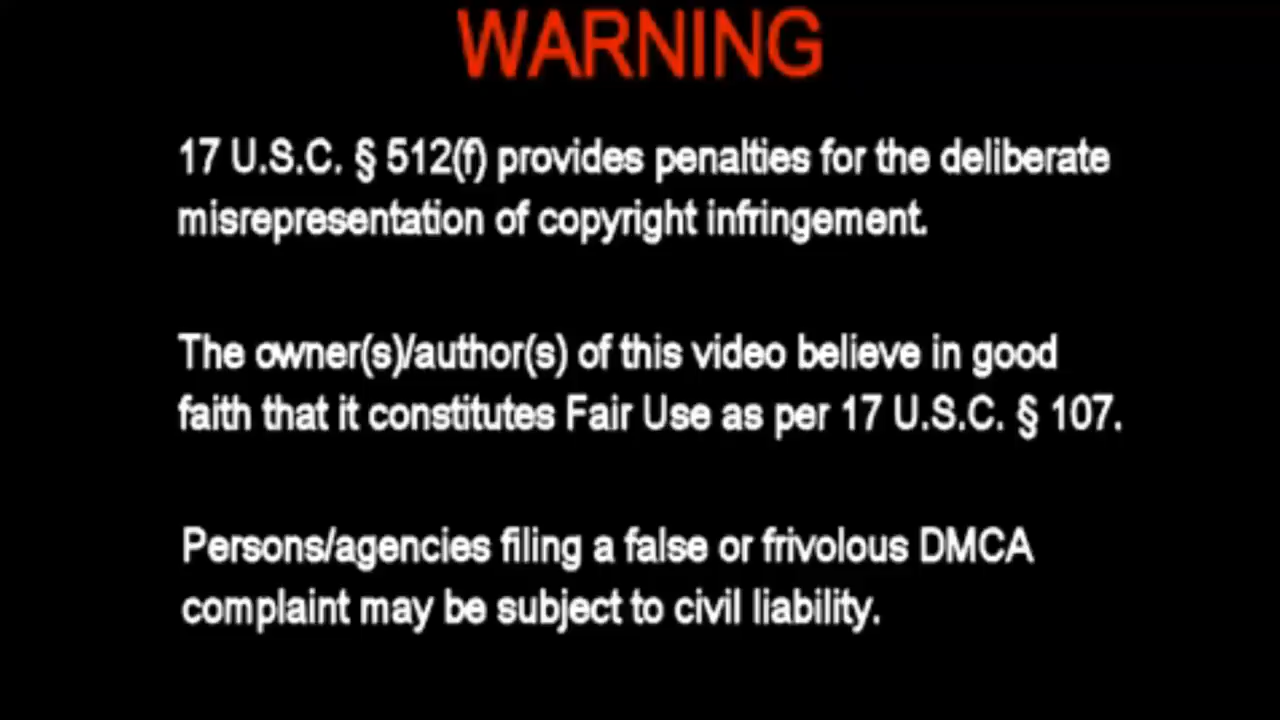 WARNING
17 U.S.C. § 512(f) provides penalties for the deliberate
misrepresentation of copyright infringement.
The owner(s)/author(s) of this video believe in good
faith that it constitutes Fair Use as per 17 U.S.C. § 107.
Persons/agencies filing a false or frivolous DMCA
complaint may be subject to civil liability.